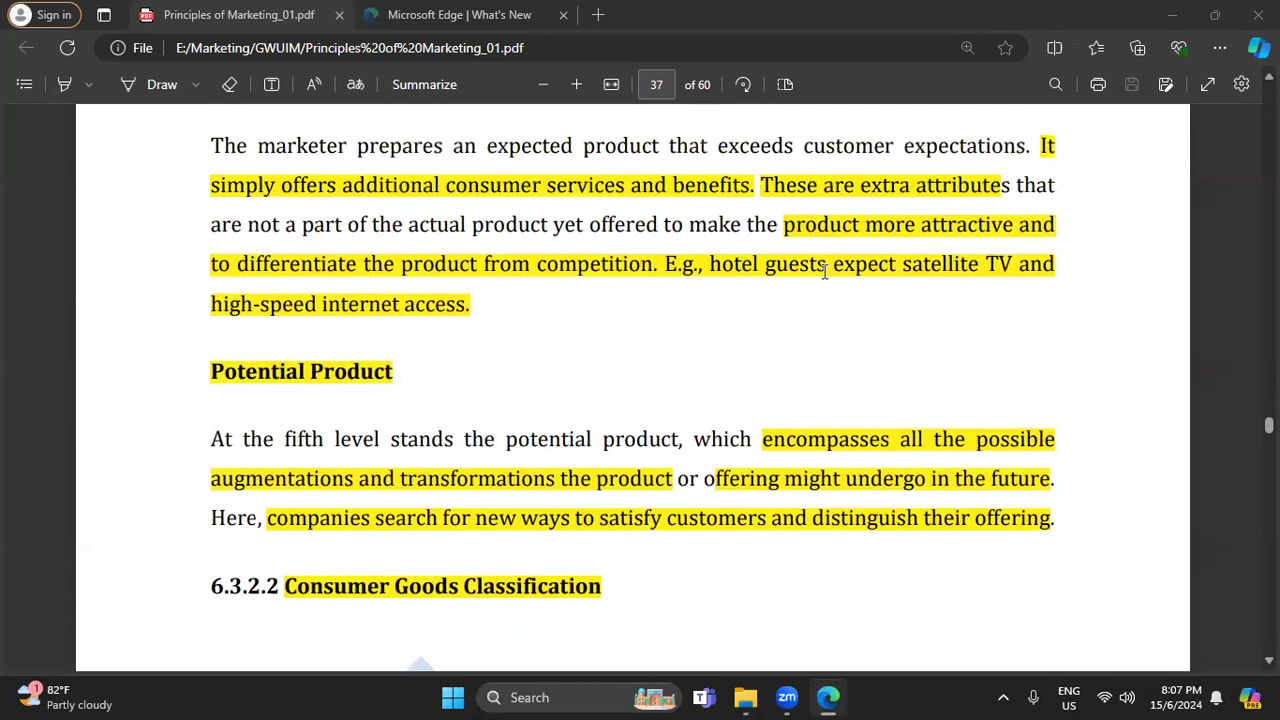 Sign in
Principles of Marketing_01.pdf
Microsoft Edge | What's New
File
E:/Marketing/GWUIM/Principles%20of%20Marketing_01.pdf
Draw
Summarize
37
of 60
The marketer prepares an expected product that exceeds customer expectations. It
simply offers additional consumer services and benefits. These are extra attributes that
are not a part of the actual product yet offered to make the product more attractive and
to differentiate the product from competition. E.g., hotel guests expect satellite TV and
high-speed internet access.
Potential Product
At the fifth level stands the potential product, which encompasses all the possible
augmentations and transformations the product or offering might undergo in the future.
Here, companies search for new ways to satisfy customers and distinguish their offering.
6.3.2.2 Consumer Goods Classification
1
82°F
Partly cloudy
Search
zm
ENG
US
8:07 PM
15/6/2024
PRE